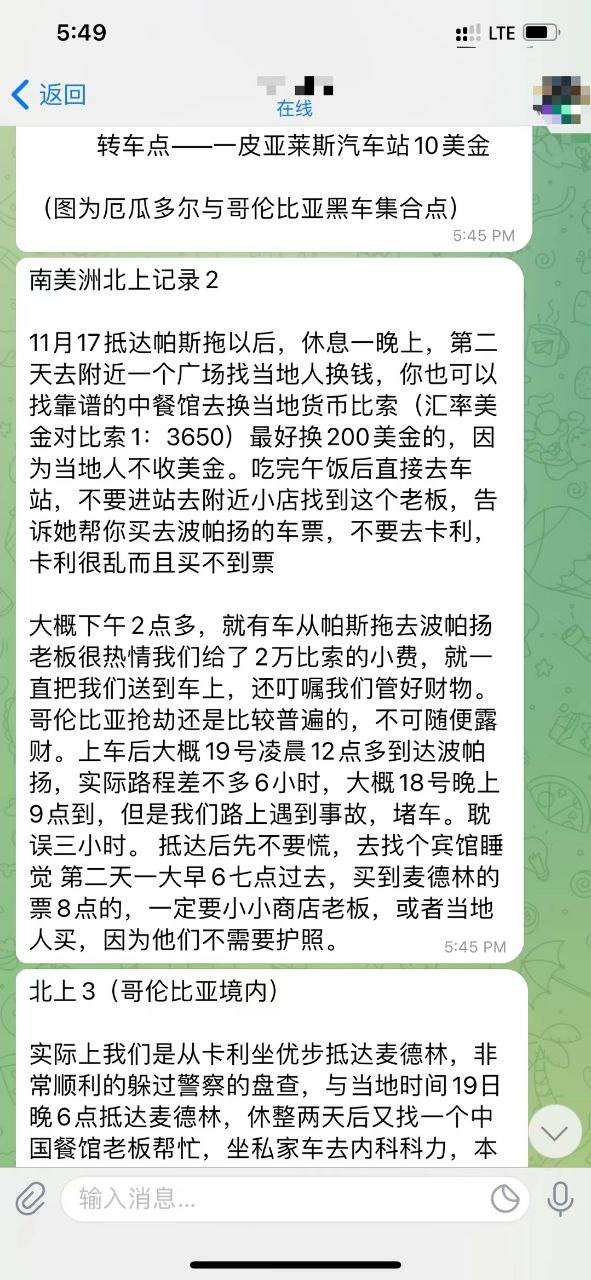 5:49
LTE
返回
在线
转车点——一皮亚莱斯汽车站10美金
（图为厄瓜多尔与哥伦比亚黑车集合点）
5:45 PM
南美洲北上记录2
11月17抵达帕斯拖以后，休息一晚上，第二
天去附近一个广场找当地人换钱，你也可以
找靠谱的中餐馆去换当地货币比索（汇率美
金对比索1：3650）最好换200美金的，因
为当地人不收美金。吃完午饭后直接去车
站，不要进站去附近小店找到这个老板，告
诉她帮你买去波帕扬的车票，不要去卡利，
卡利很乱而且买不到票
大概下午2点多，就有车从帕斯拖去波帕扬
老板很热情我们给了2万比索的小费，就一
直把我们送到车上，还叮嘱我们管好财物。
哥伦比亚抢劫还是比较普遍的，不可随便露
财。上车后大概19号凌晨12点多到达波帕
扬，实际路程差不多6小时，大概18号晚上
9点到，但是我们路上遇到事故，堵车。耽
误三小时。 抵达后先不要慌，去找个宾馆睡
觉 第二天一大早6七点过去，买到麦德林的
票8点的，一定要小小商店老板，或者当地
人买，因为他们不需要护照。
5:45 PM
北上3（哥伦比亚境内）
实际上我们是从卡利坐优步抵达麦德林，非
常顺利的躲过警察的盘查，与当地时间19日
晚6点抵达麦德林，休整两天后又找一个中
国餐馆老板帮忙，坐私家车去内科科力，本
输入消息...